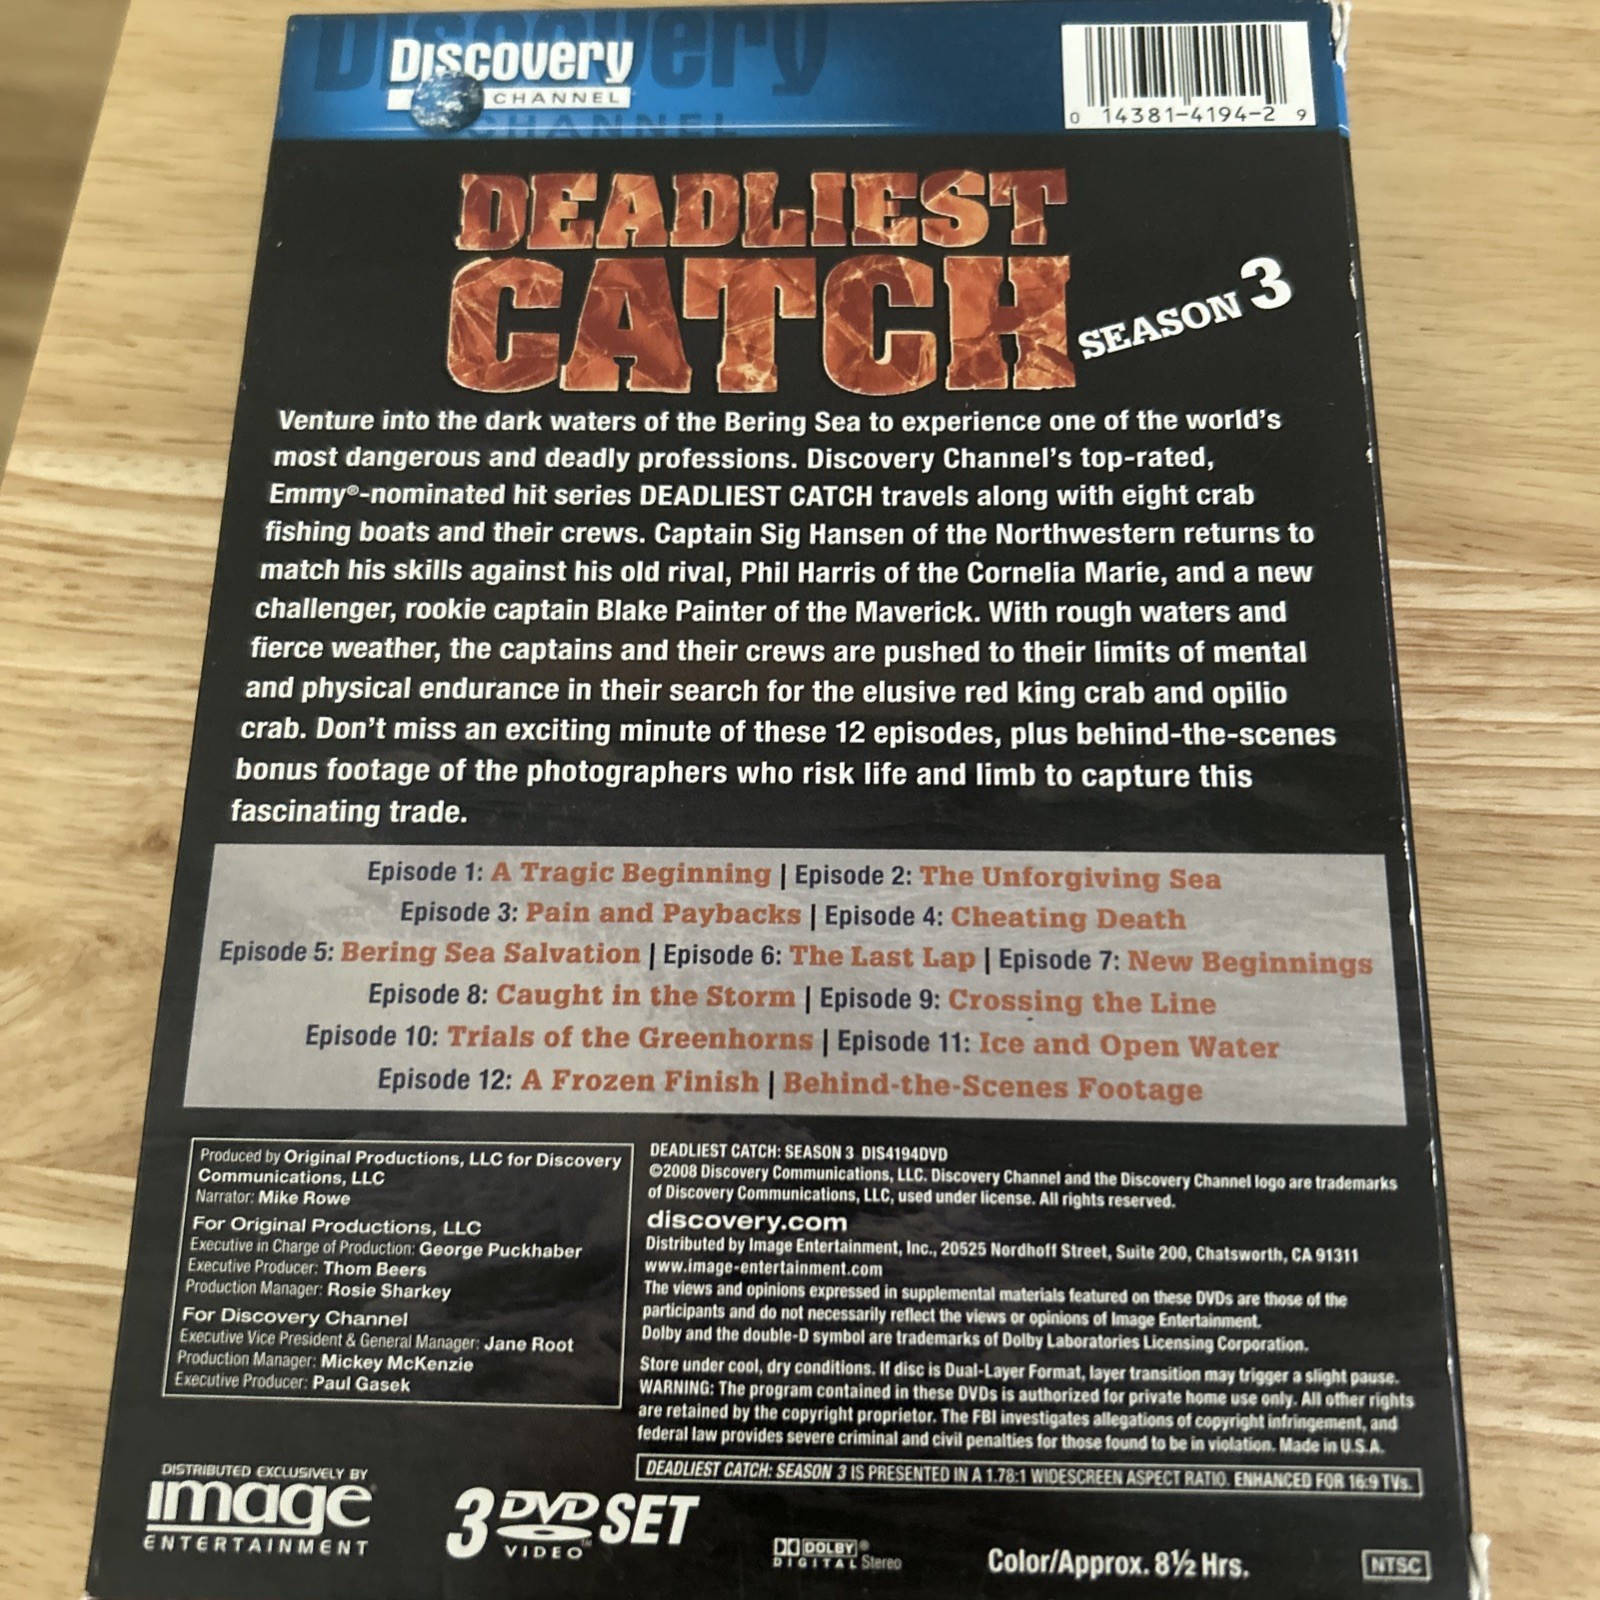 Discovery
CHANNEL
0 14381-4194-2 9
DEADLIEST
CATCH
SEASON 3
Venture into the dark waters of the Bering Sea to experience one of the world's
most dangerous and deadly professions. Discovery Channel's top-rated,
Emmy®-nominated hit series DEADLIEST CATCH travels along with eight crab
fishing boats and their crews. Captain Sig Hansen of the Northwestern returns to
match his skills against his old rival, Phil Harris of the Cornelia Marie, and a new
challenger, rookie captain Blake Painter of the Maverick. With rough waters and
fierce weather, the captains and their crews are pushed to their limits of mental
and physical endurance in their search for the elusive red king crab and opilio
crab. Don't miss an exciting minute of these 12 episodes, plus behind-the-scenes
bonus footage of the photographers who risk life and limb to capture this
fascinating trade.
Episode 1: A Tragic Beginning | Episode 2: The Unforgiving Sea
Episode 3: Pain and Paybacks | Episode 4: Cheating Death
Episode 5: Bering Sea Salvation | Episode 6: The Last Lap | Episode 7: New Beginnings
Episode 8: Caught in the Storm | Episode 9: Crossing the Line
Episode 10: Trials of the Greenhorns | Episode 11: Ice and Open Water
Episode 12: A Frozen Finish | Behind-the-Scenes Footage
Produced by Original Productions, LLC for Discovery
Communications, LLC
Narrator: Mike Rowe
For Original Productions, LLC
Executive in Charge of Production: George Puckhaber
Executive Producer: Thom Beers
Production Manager: Rosie Sharkey
For Discovery Channel
Executive Vice President & General Manager: Jane Root
Production Manager: Mickey McKenzie
Executive Producer: Paul Gasek
DEADLIEST CATCH: SEASON 3 DIS4194DVD
©2008 Discovery Communications, LLC. Discovery Channel and the Discovery Channel logo are trademarks
of Discovery Communications, LLC, used under license. All rights reserved.
discovery.com
Distributed by Image Entertainment, Inc., 20525 Nordhoff Street, Suite 200, Chatsworth, CA 91311
www.image-entertainment.com
The views and opinions expressed in supplemental materials featured on these DVDs are those of the
participants and do not necessarily reflect the views or opinions of Image Entertainment.
Dolby and the double-D symbol are trademarks of Dolby Laboratories Licensing Corporation.
Store under cool, dry conditions. If disc is Dual-Layer Format, layer transition may trigger a slight pause.
WARNING: The program contained in these DVDs is authorized for private home use only. All other rights
are retained by the copyright proprietor. The FBI investigates allegations of copyright infringement, and
federal law provides severe criminal and civil penalties for those found to be in violation. Made in U.S.A.
DEADLIEST CATCH: SEASON 3 IS PRESENTED IN A 1.78:1 WIDESCREEN ASPECT RATIO. ENHANCED FOR 16:9 TVs.
DISTRIBUTED EXCLUSIVELY BY
image
ENTERTAINMENT
3 DVD SET
VIDEO™
DOLBY®
DIGITAL Stereo
Color/Approx. 8½ Hrs.
NTSC